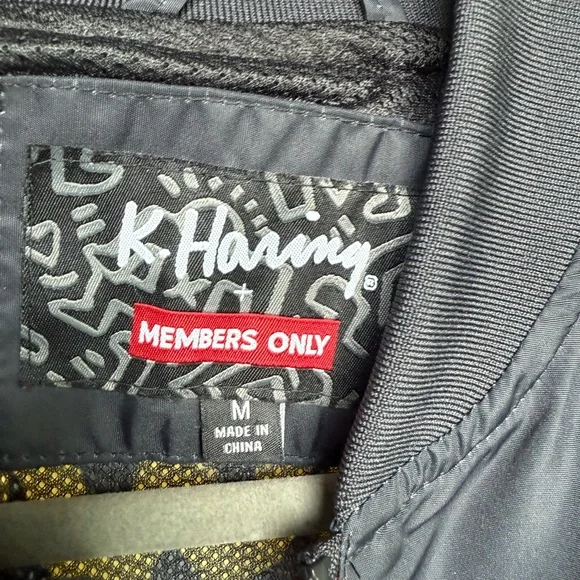 K. Haring®
+
MEMBERS ONLY
M
MADE IN
CHINA